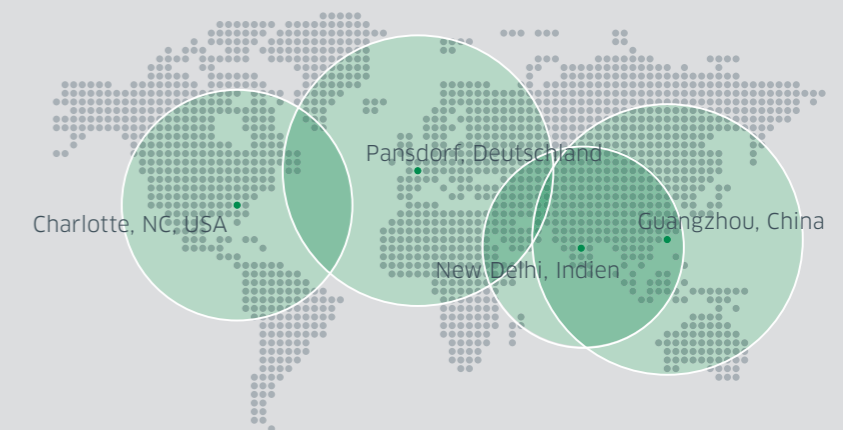 Pansdorf, Deutschland
Charlotte, NC, USA
Guangzhou, China
New Delhi, Indien